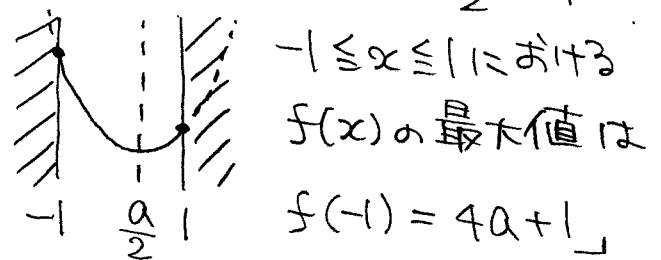 -1≦x≦1における
f(x)の最大値は
-1 a/2 1
f(-1) = 4a+1